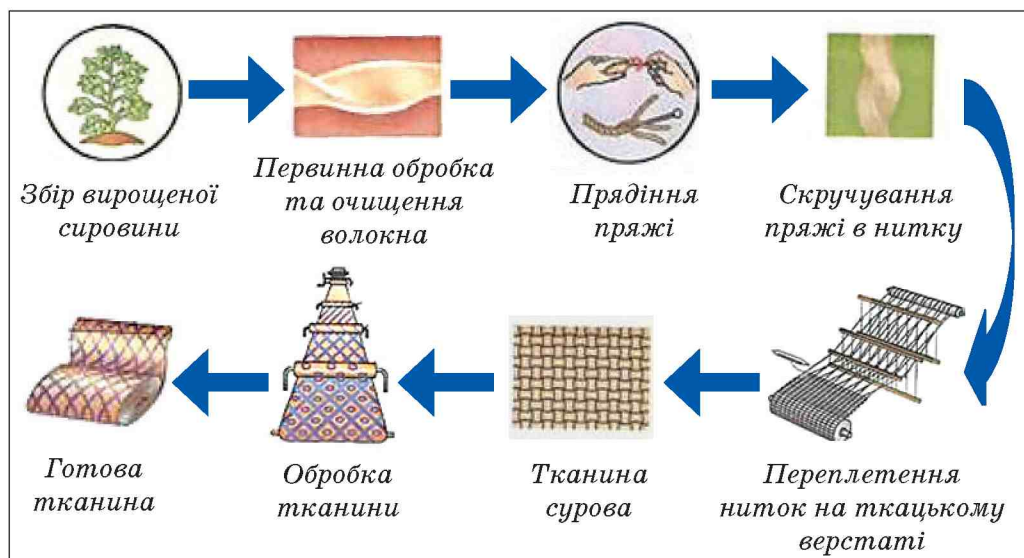 Збір вирощеної
сировини
Первинна обробка
та очищення
волокна
Прядіння
пряжі
Скручування
пряжі в нитку
Переплетення
ниток на ткацькому
верстаті
Тканина
сурова
Обробка
тканини
Готова
тканина